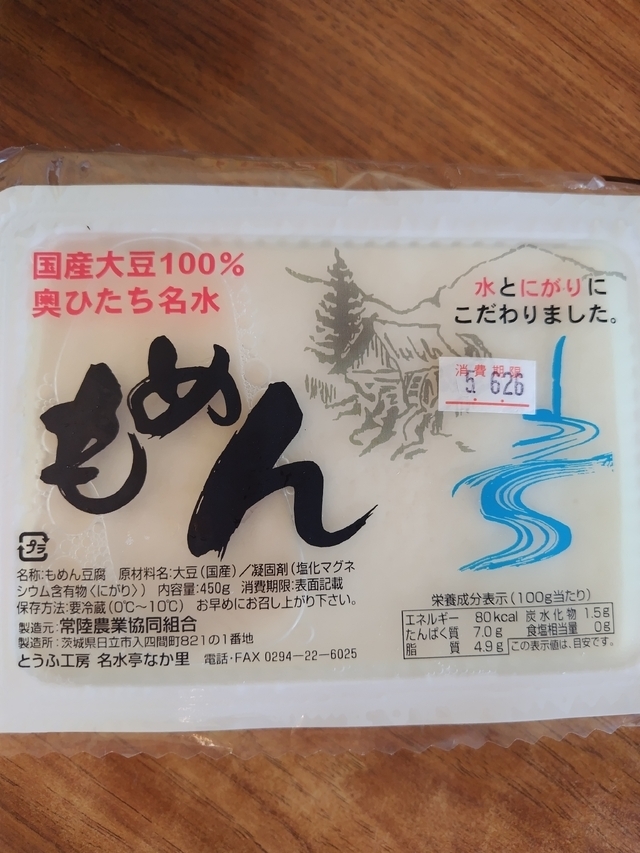 国産大豆100%
奥ひたち名水
水とにがりに
こだわりました。
もめん
消費期限
5. 6.26
プラ
名称:もめん豆腐 原材料名:大豆(国産)/凝固剤(塩化マグネ
シウム含有物〈にがり〉) 内容量:450g 消費期限:表面記載
保存方法:要冷蔵(0℃〜10℃) お早めにお召し上がり下さい。
製造元:常陸農業協同組合
製造所:茨城県日立市入四間町821の1番地
とうふ工房 名水亭なか里 電話・FAX 0294-22-6025
栄養成分表示(100g当たり)
エネルギー 80kcal 炭水化物 1.5g
たんぱく質 7.0g 食塩相当量 0g
脂質 4.9g この表示値は、目安です。